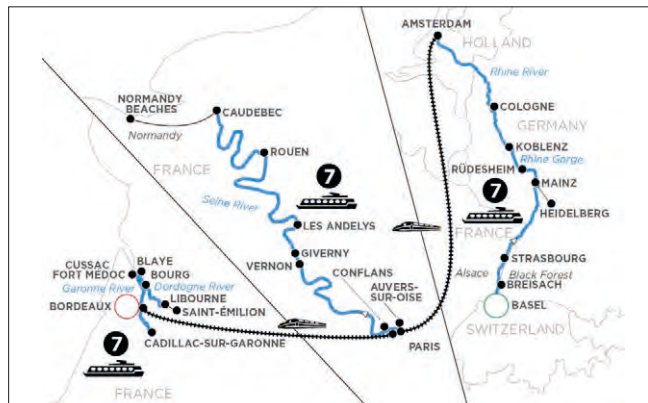 AMSTERDAM
HOLLAND
Rhine River
COLOGNE
GERMANY
KOBLENZ
Rhine Gorge
RÜDESHEIM
MAINZ
7
HEIDELBERG
FRANCE
STRASBOURG
Alsace
Black Forest
BREISACH
BASEL
SWITZERLAND
NORMANDY
BEACHES
CAUDEBEC
Normandy
ROUEN
FRANCE
7
Seine River
LES ANDELYS
GIVERNY
VERNON
CONFLANS
AUVERS-
SUR-OISE
PARIS
CUSSAC
FORT MÉDOC
BLAYE
BOURG
Garonne River
Dordogne River
LIBOURNE
BORDEAUX
SAINT-ÉMILION
7
CADILLAC-SUR-GARONNE
FRANCE